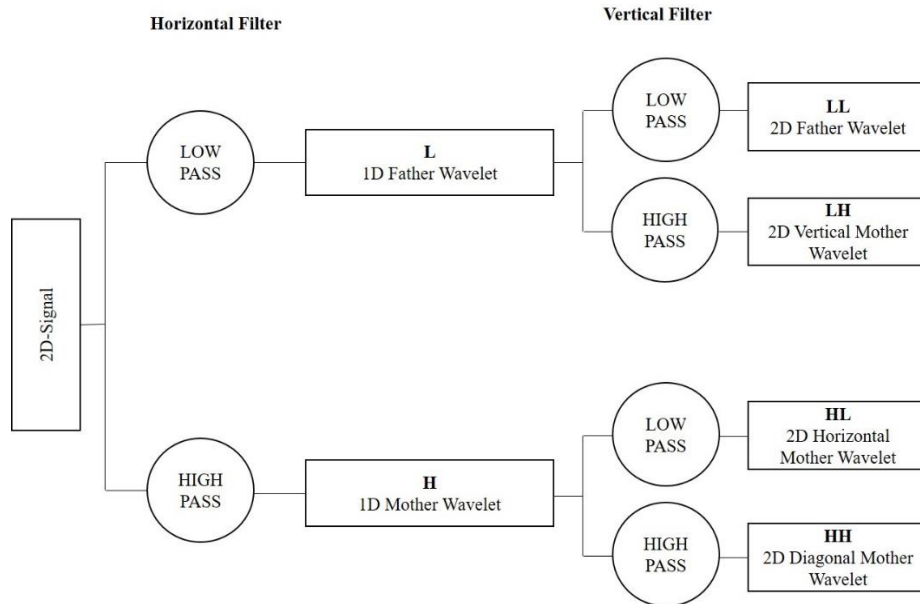 Horizontal Filter
Vertical Filter
2D-Signal
LOW
PASS
L
1D Father Wavelet
LOW
PASS
LL
2D Father Wavelet
HIGH
PASS
LH
2D Vertical Mother
Wavelet
HIGH
PASS
H
1D Mother Wavelet
LOW
PASS
HL
2D Horizontal
Mother Wavelet
HIGH
PASS
HH
2D Diagonal Mother
Wavelet